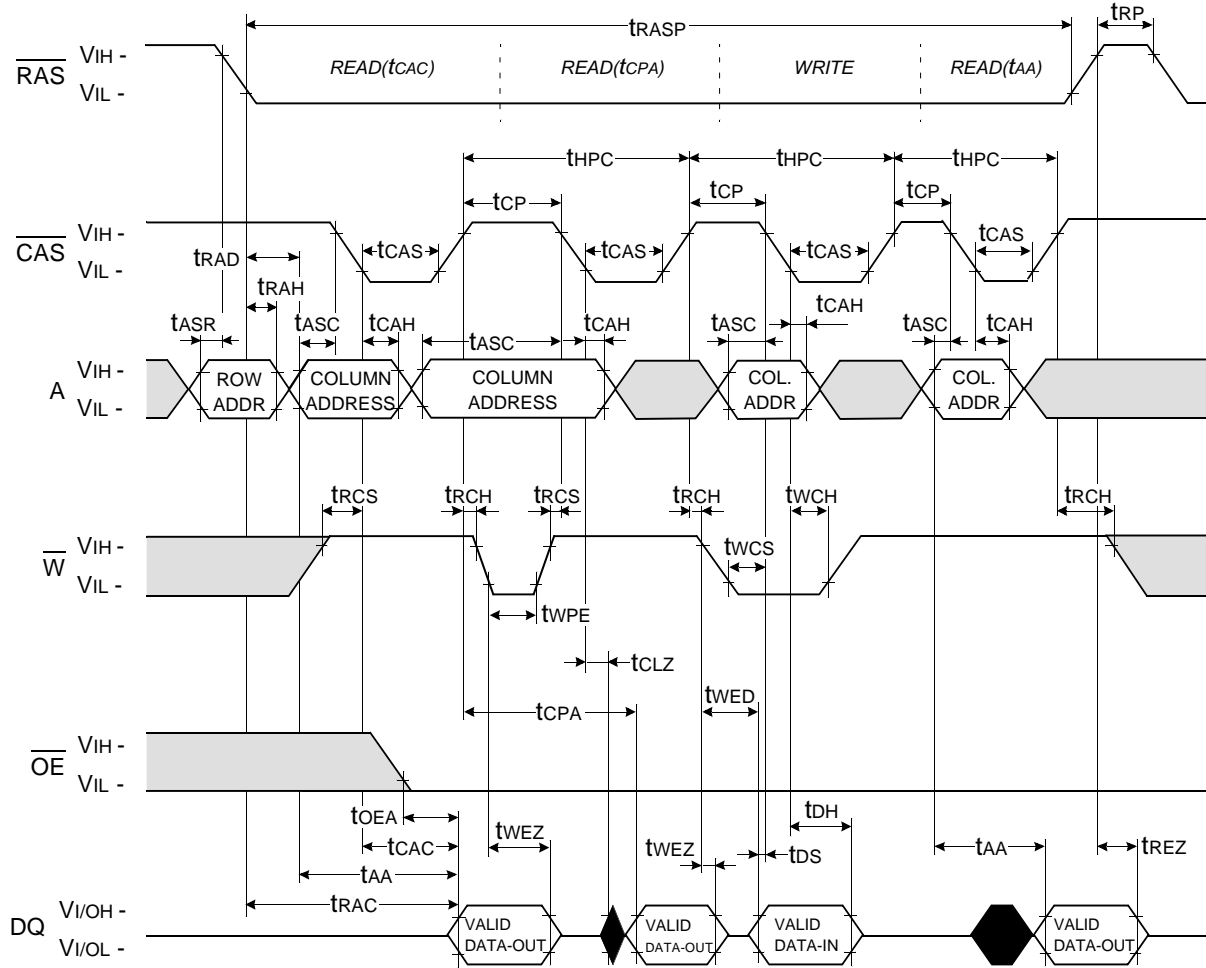 tRASP
tRP
RAS
VIH -
VIL -
READ(tCAC)
READ(tCPA)
WRITE
READ(tAA)
tHPC
tHPC
tHPC
tCP
tCP
tCP
CAS
VIH -
VIL -
tCAS
tCAS
tCAS
tCAS
tRAD
tRAH
tASR
tASC
tCAH
tASC
tCAH
tASC
tCAH
tASC
tCAH
A
VIH -
VIL -
ROW
ADDR
COLUMN
ADDRESS
COLUMN
ADDRESS
COL.
ADDR
COL.
ADDR
tRCS
tRCH
tRCS
tRCH
tWCH
tRCH
W
VIH -
VIL -
tWCS
tWPE
tCLZ
tCPA
tWED
OE
VIH -
VIL -
tOEA
tCAC
tAA
tRAC
tWEZ
tWEZ
tDH
tDS
tAA
tREZ
DQ
VI/OH -
VI/OL -
VALID
DATA-OUT
VALID
DATA-OUT
VALID
DATA-IN
VALID
DATA-OUT